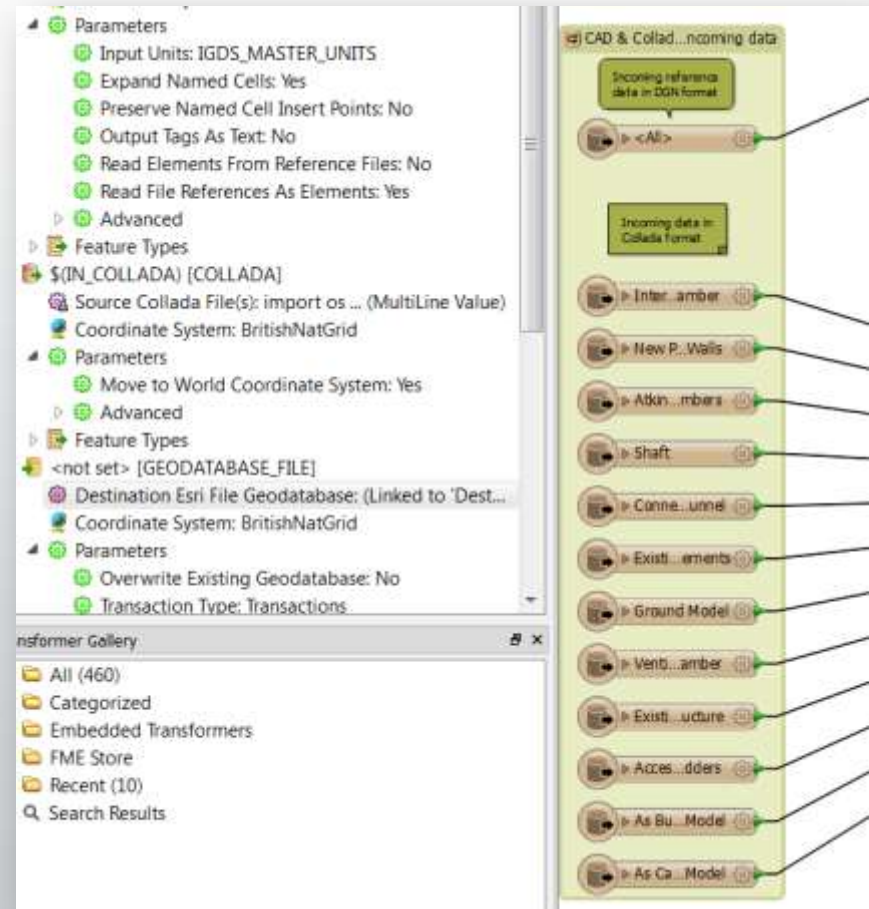 Parameters
Input Units: IGDS_MASTER_UNITS
Expand Named Cells: Yes
Preserve Named Cell Insert Points: No
Output Tags As Text: No
Read Elements From Reference Files: No
Read File References As Elements: Yes
Advanced
Feature Types
$(IN_COLLADA) [COLLADA]
Source Collada File(s): import os ... (MultiLine Value)
Coordinate System: BritishNatGrid
Parameters
Move to World Coordinate System: Yes
Advanced
Feature Types
<not set> [GEODATABASE_FILE]
Destination Esri File Geodatabase: (Linked to 'Dest...
Coordinate System: BritishNatGrid
Parameters
Overwrite Existing Geodatabase: No
Transaction Type: Transactions
nsformer Gallery
All (460)
Categorized
Embedded Transformers
FME Store
Recent (10)
Search Results
CAD & Collad...ncoming data
Incoming reference
data in DGN format
<All>
Incoming data in
Collada format
Inter...amber
New P...Walls
Atkin...mbers
Shaft
Conne...unnel
Existi...ements
Ground Model
Venti...amber
Existi...ucture
Acces...dders
As Bu...Model
As Ca...Model